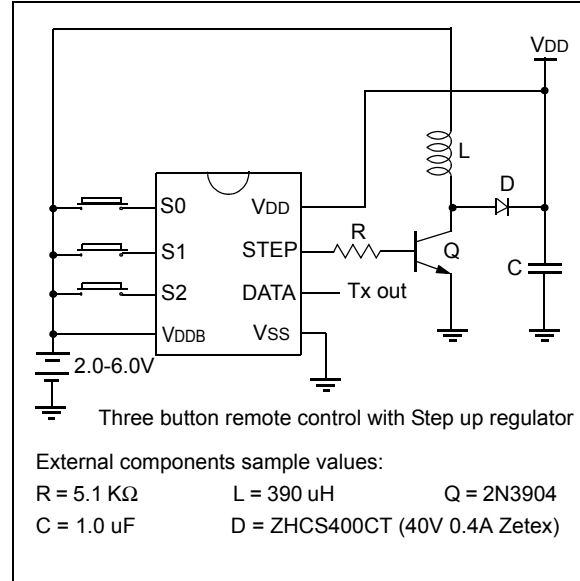 VDD
L
D
S0
VDD
R
S1
STEP
Q
C
S2
DATA
Tx out
VDDB
VSS
2.0-6.0V
Three button remote control with Step up regulator
External components sample values:
R = 5.1 KΩ L = 390 uH Q = 2N3904
C = 1.0 uF D = ZHCS400CT (40V 0.4A Zetex)